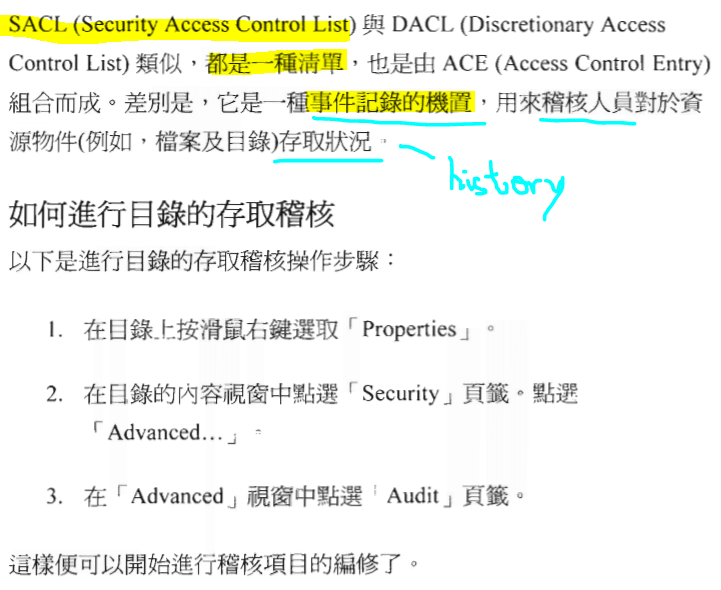 SACL (Security Access Control List) 與 DACL (Discretionary Access
Control List) 類似，都是一種清單，也是由 ACE (Access Control Entry)
組合而成。差別是，它是一種事件記錄的機置，用來稽核人員對於資
源物件(例如，檔案及目錄)存取狀況。
history
如何進行目錄的存取稽核
以下是進行目錄的存取稽核操作步驟：
1. 在目錄上按滑鼠右鍵選取「Properties」。
2. 在目錄的內容視窗中點選「Security」頁籤。點選
「Advanced…」。
3. 在「Advanced」視窗中點選「Audit」頁籤。
這樣便可以開始進行稽核項目的編修了。